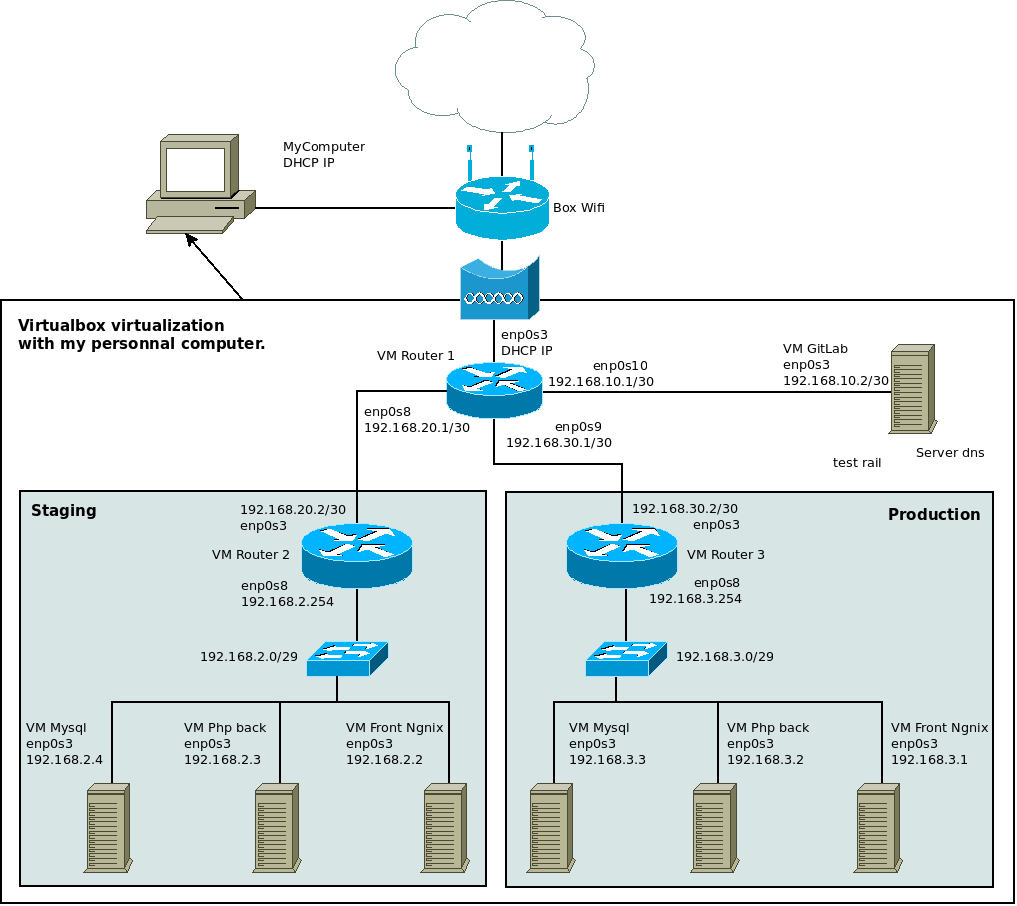 MyComputer
DHCP IP
Box Wifi
Virtualbox virtualization
with my personnal computer.
enp0s3
DHCP IP
VM Router 1
enp0s10
192.168.10.1/30
VM GitLab
enp0s3
192.168.10.2/30
enp0s8
192.168.20.1/30
enp0s9
192.168.30.1/30
Server dns
test rail
Staging
192.168.20.2/30
enp0s3
VM Router 2
enp0s8
192.168.2.254
192.168.2.0/29
VM Mysql
enp0s3
192.168.2.4
VM Php back
enp0s3
192.168.2.3
VM Front Ngnix
enp0s3
192.168.2.2
Production
192.168.30.2/30
enp0s3
VM Router 3
enp0s8
192.168.3.254
192.168.3.0/29
VM Mysql
enp0s3
192.168.3.3
VM Php back
enp0s3
192.168.3.2
VM Front Ngnix
enp0s3
192.168.3.1